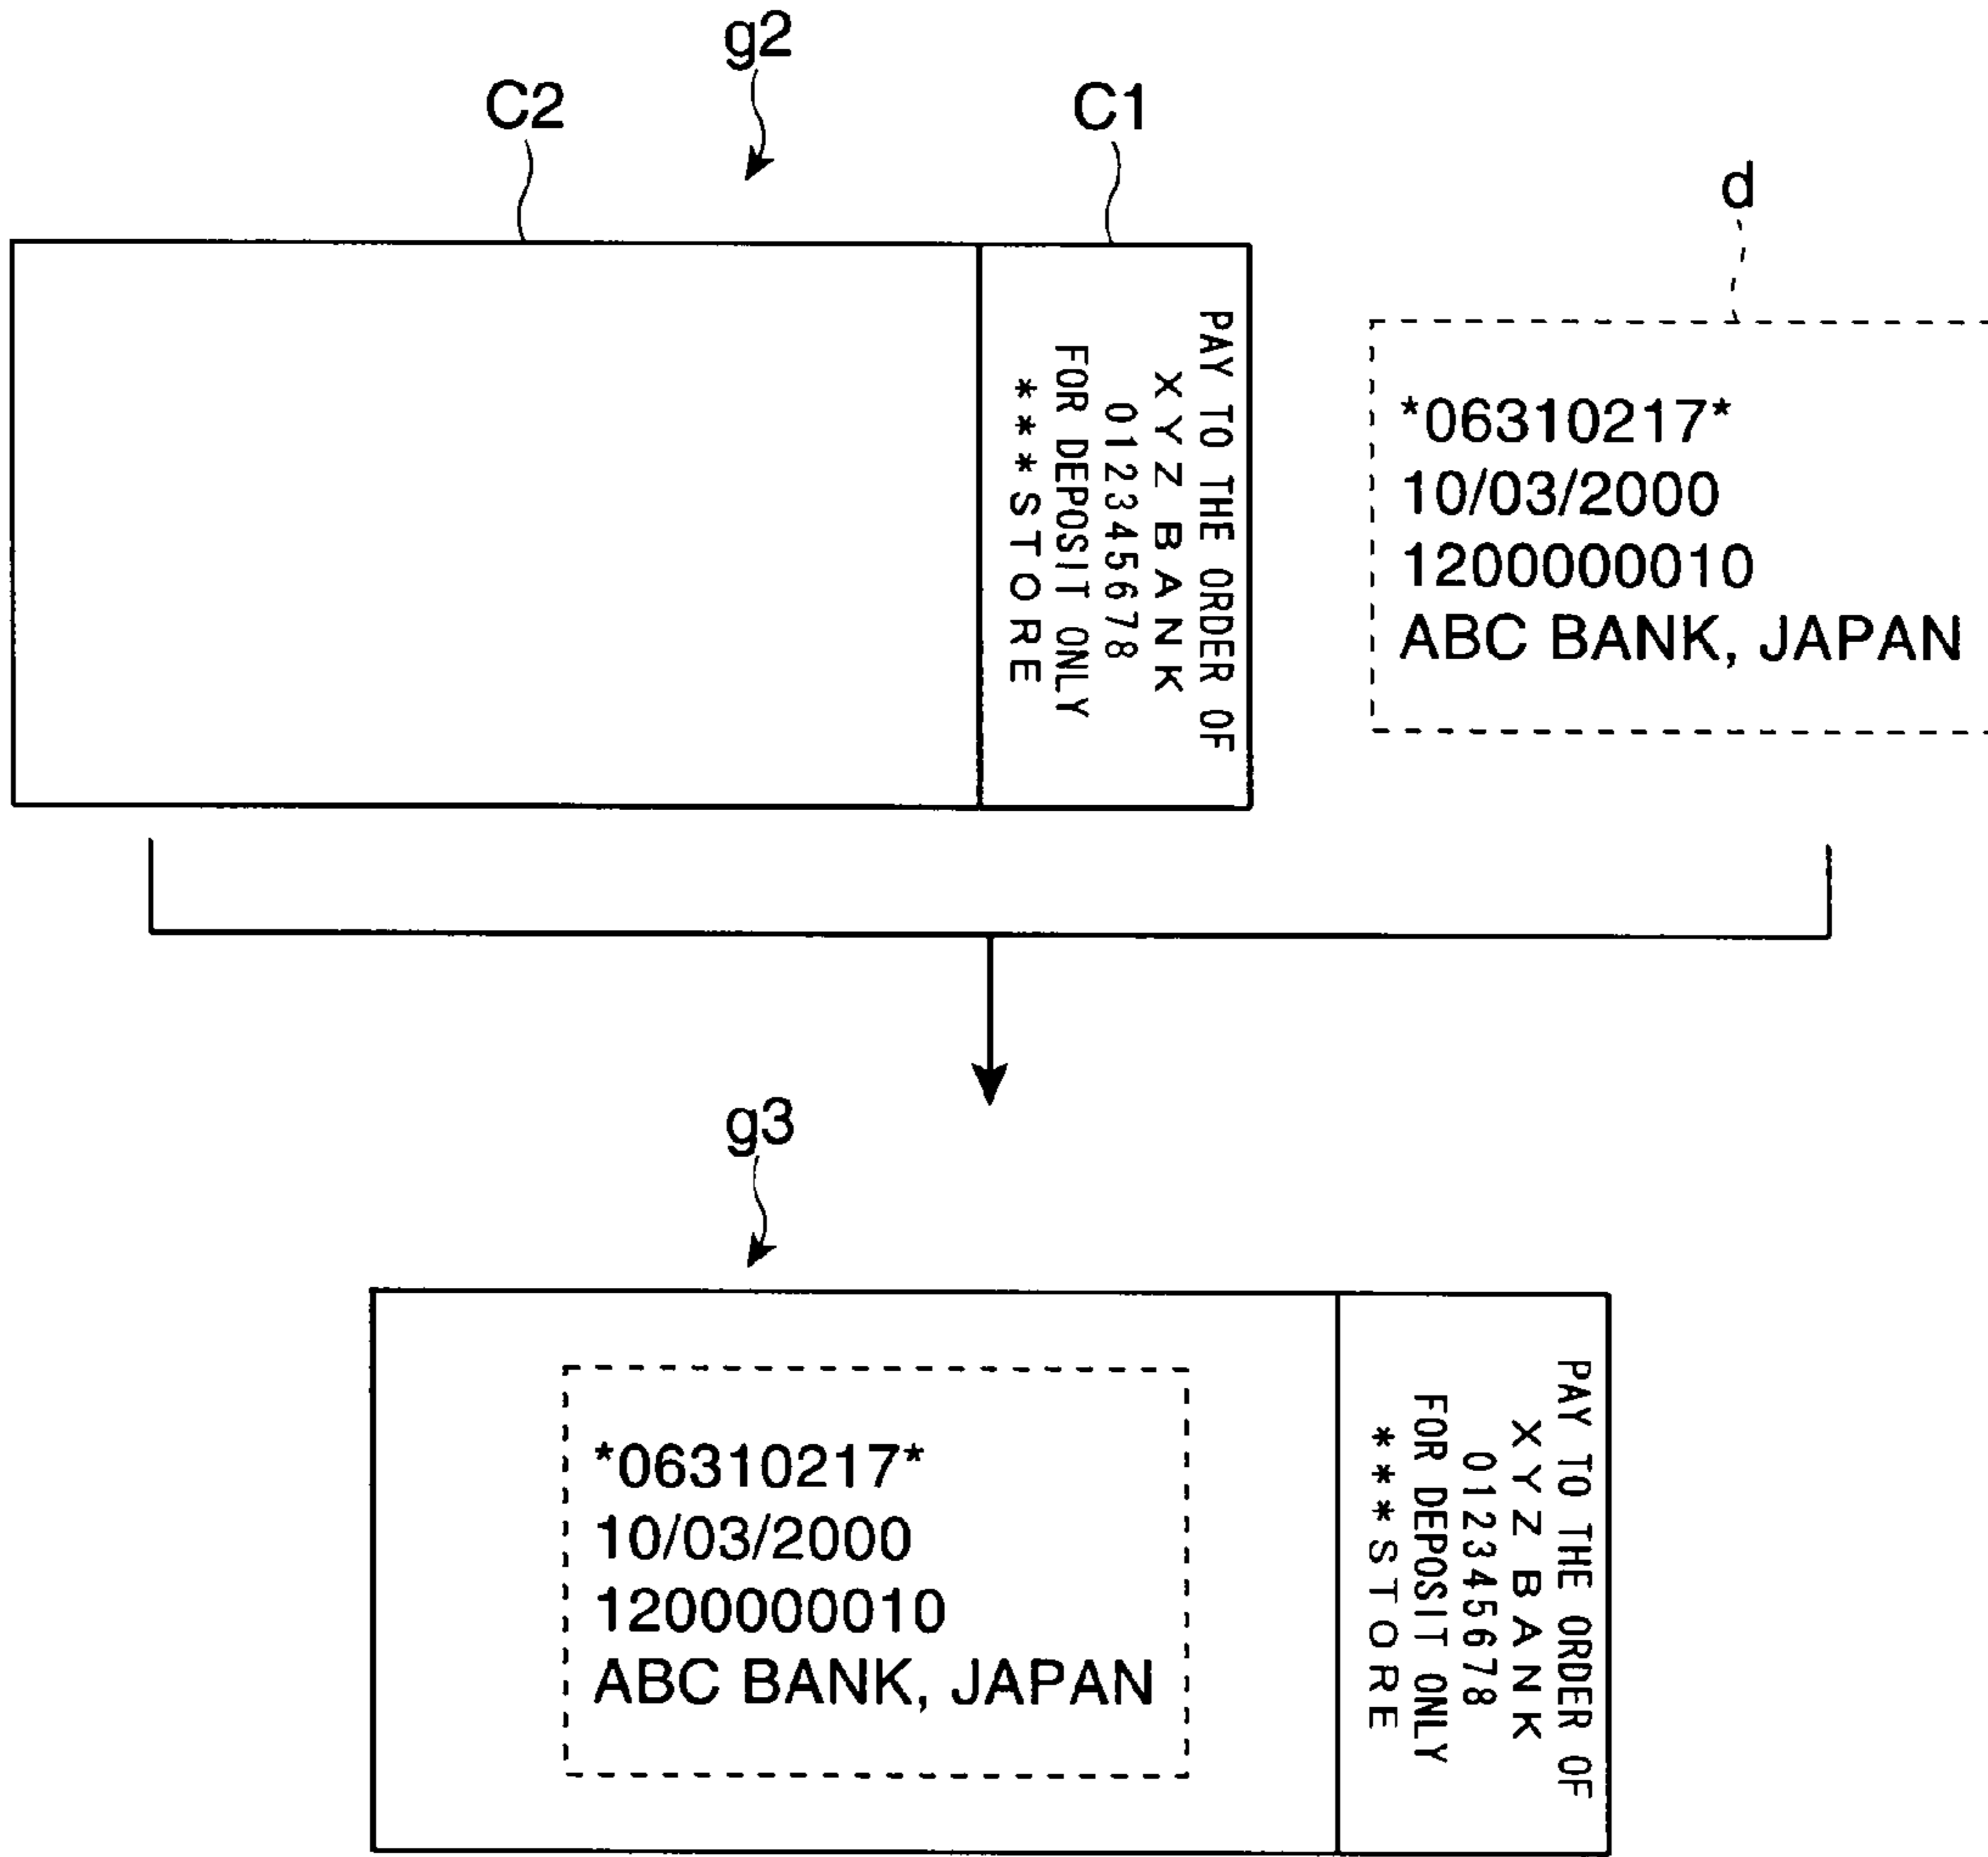 g2
C2
C1
d
PAY TO THE ORDER OF
XYZ BANK
012345678
FOR DEPOSIT ONLY
***STORE
*06310217*
10/03/2000
1200000010
ABC BANK, JAPAN
g3
*06310217*
10/03/2000
1200000010
ABC BANK, JAPAN
PAY TO THE ORDER OF
XYZ BANK
012345678
FOR DEPOSIT ONLY
***STORE